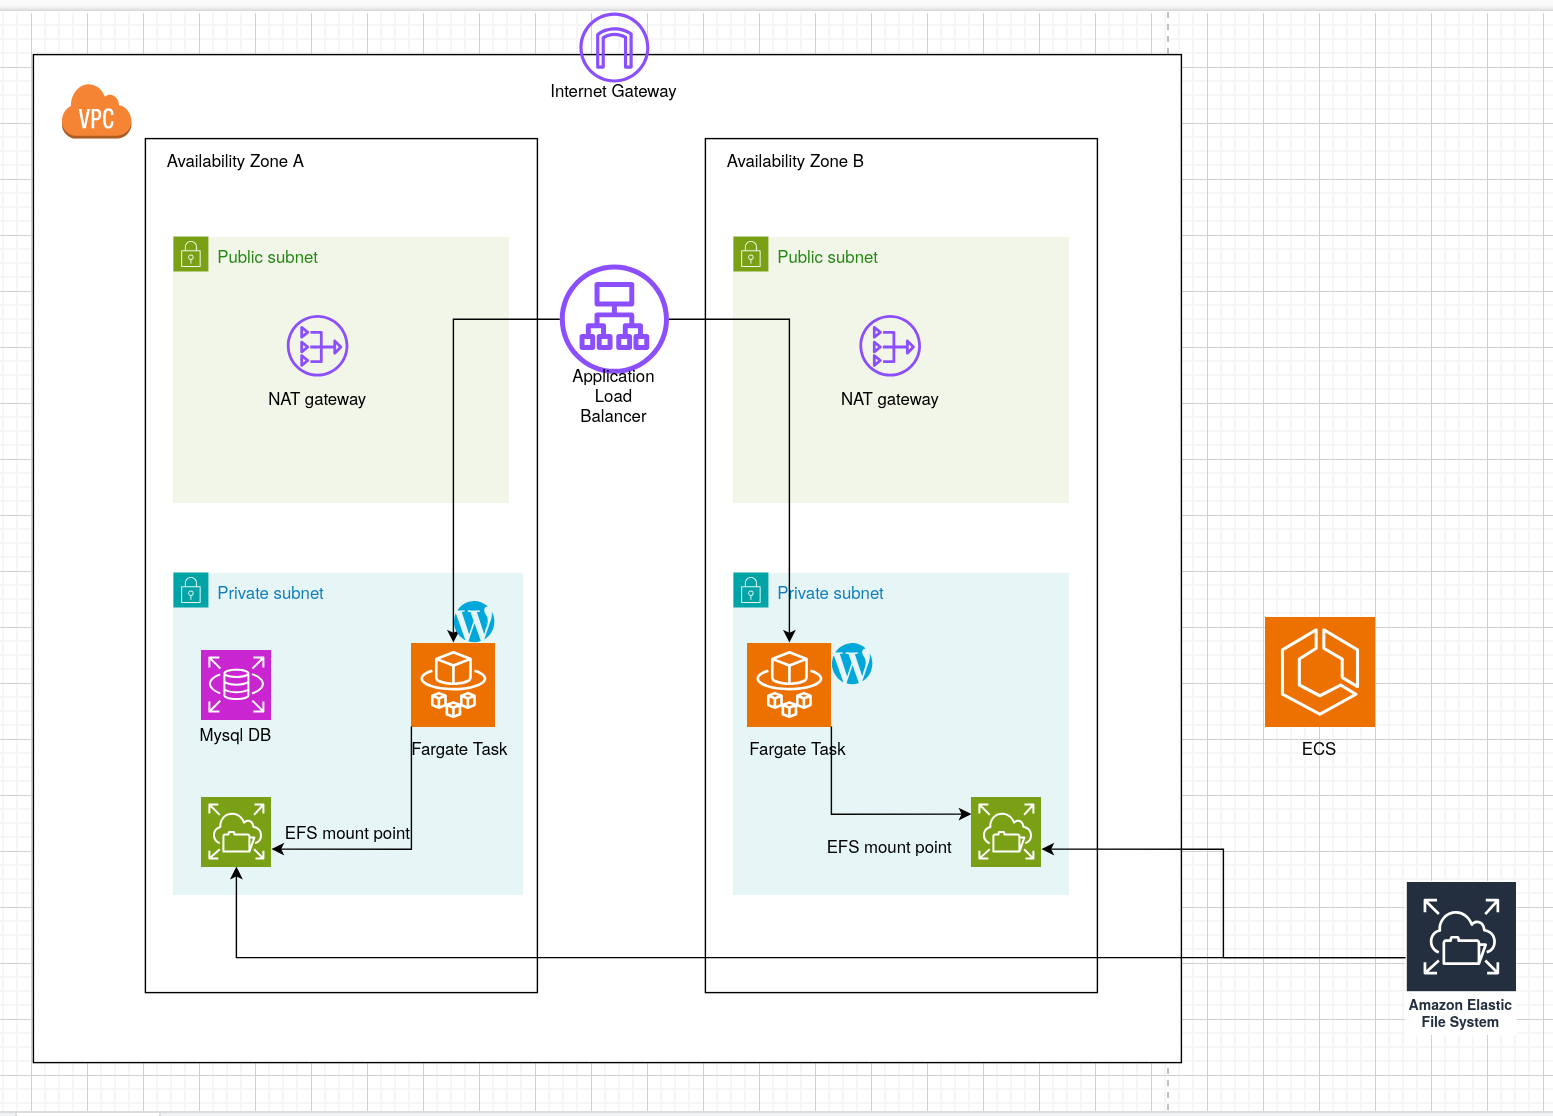 Internet Gateway
VPC
Availability Zone A
Availability Zone B
Public subnet
Public subnet
NAT gateway
Application
Load
Balancer
NAT gateway
Private subnet
Private subnet
Mysql DB
Fargate Task
Fargate Task
ECS
EFS mount point
EFS mount point
Amazon Elastic
File System